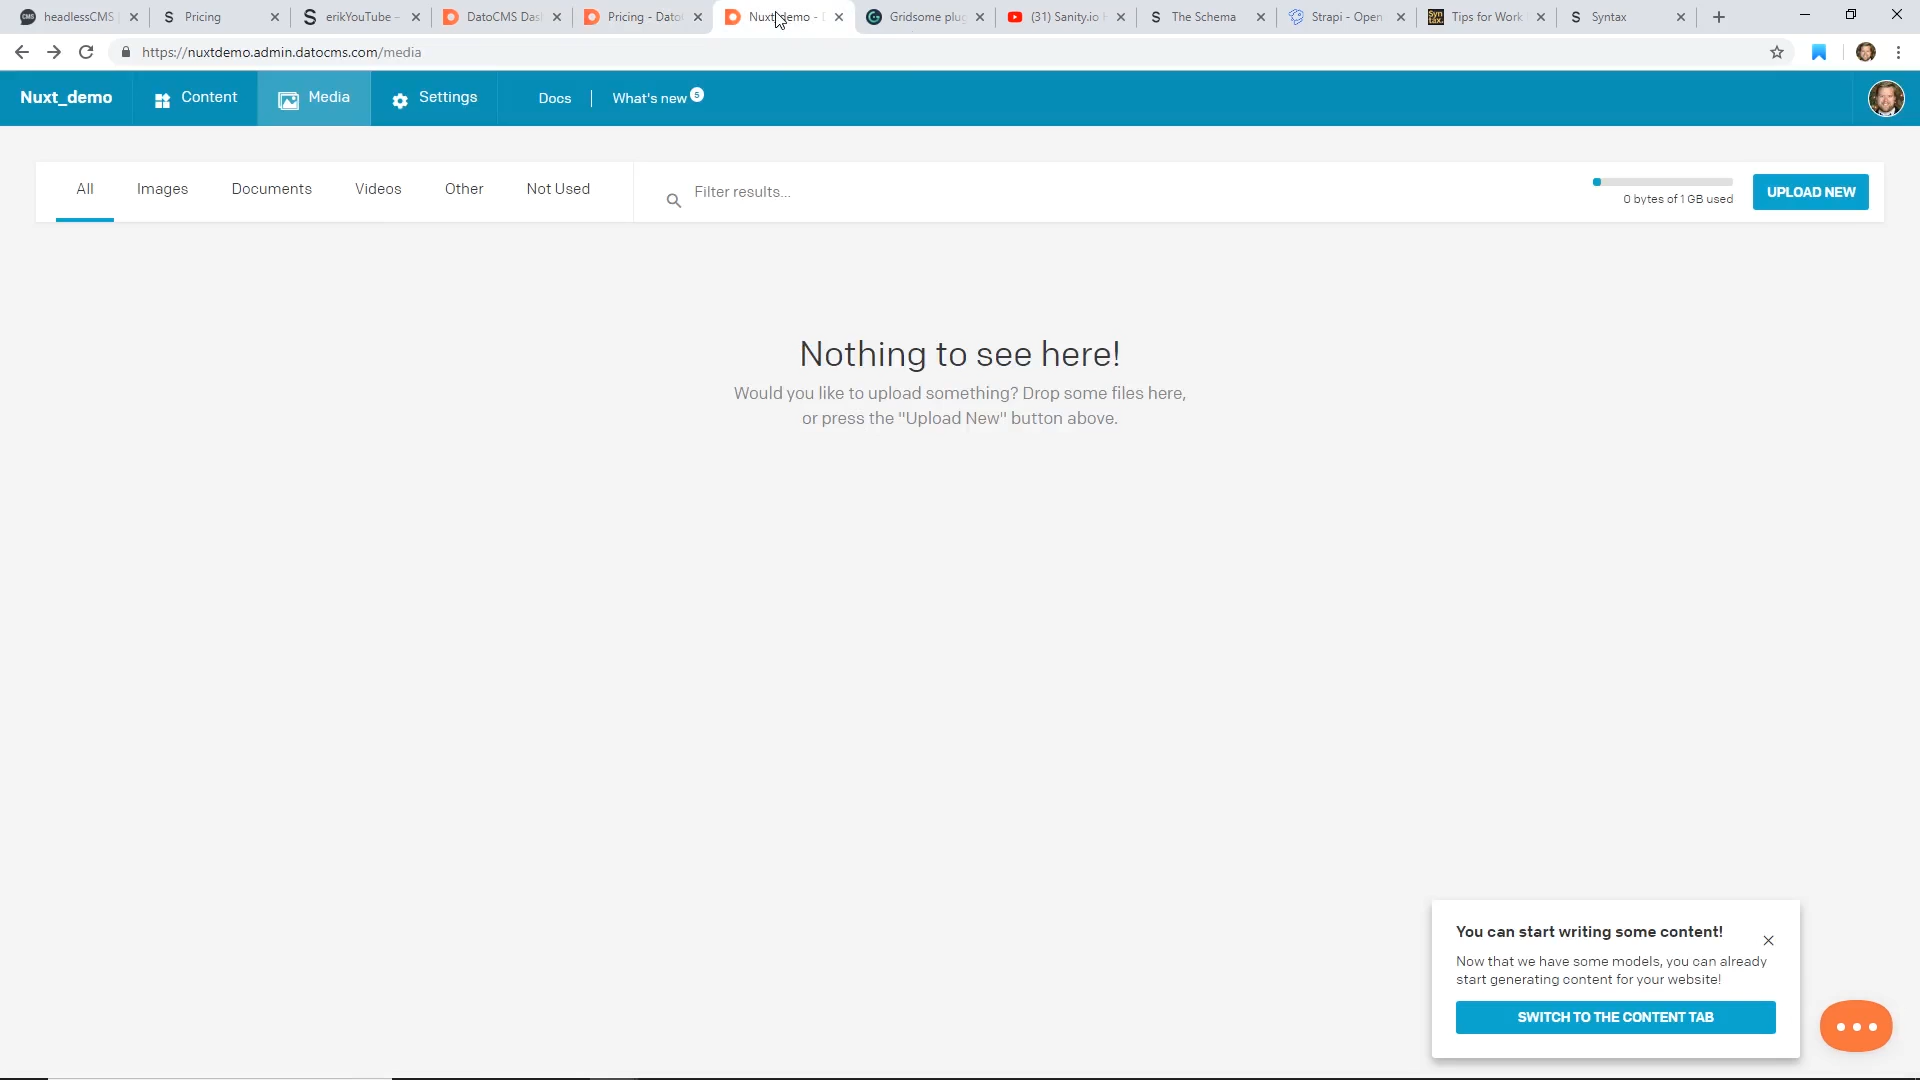 headlessCMS
Pricing
erikYouTube –
DatoCMS Das
Pricing - Dato
Nuxt_demo -
Gridsome plug
(31) Sanity.io
The Schema
Strapi - Open
Tips for Work
Syntax
https://nuxtdemo.admin.datocms.com/media
Nuxt_demo
Content
Media
Settings
Docs
What's new 5
All
Images
Documents
Videos
Other
Not Used
Filter results...
0 bytes of 1 GB used
UPLOAD NEW
Nothing to see here!
Would you like to upload something? Drop some files here,
or press the "Upload New" button above.
You can start writing some content!
Now that we have some models, you can already
start generating content for your website!
SWITCH TO THE CONTENT TAB